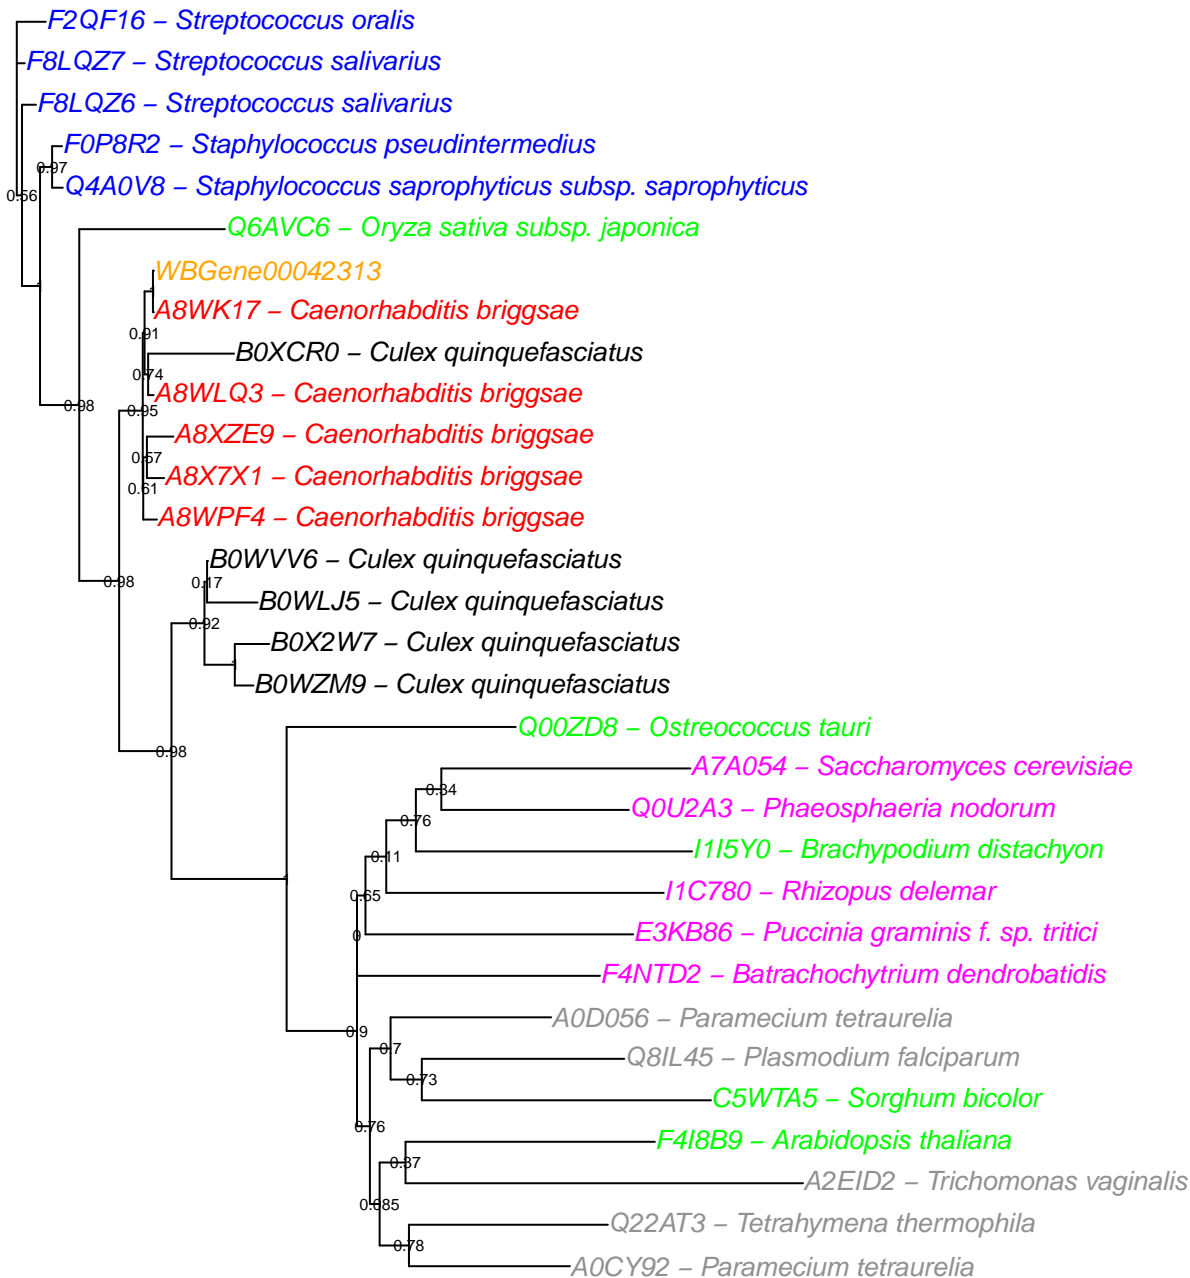 F2QF16 – Streptococcus oralis
F8LQZ7 – Streptococcus salivarius
F8LQZ6 – Streptococcus salivarius
F0P8R2 – Staphylococcus pseudintermedius
0.97
Q4A0V8 – Staphylococcus saprophyticus subsp. saprophyticus
0.56
Q6AVC6 – Oryza sativa subsp. japonica
WBGene00042313
1
1
A8WK17 – Caenorhabditis briggsae
0.91
B0XCR0 – Culex quinquefasciatus
0.74
A8WLQ3 – Caenorhabditis briggsae
0.98
0.95
A8XZE9 – Caenorhabditis briggsae
0.57
A8X7X1 – Caenorhabditis briggsae
0.61
A8WPF4 – Caenorhabditis briggsae
B0WVV6 – Culex quinquefasciatus
0.98
0.17
B0WLJ5 – Culex quinquefasciatus
0.92
B0X2W7 – Culex quinquefasciatus
1
B0WZM9 – Culex quinquefasciatus
Q00ZD8 – Ostreococcus tauri
0.98
A7A054 – Saccharomyces cerevisiae
0.34
Q0U2A3 – Phaeosphaeria nodorum
0.76
I1I5Y0 – Brachypodium distachyon
0.11
1
I1C780 – Rhizopus delemar
0.65
E3KB86 – Puccinia graminis f. sp. tritici
0
F4NTD2 – Batrachochytrium dendrobatidis
A0D056 – Paramecium tetraurelia
0.9
0.7
Q8IL45 – Plasmodium falciparum
0.73
C5WTA5 – Sorghum bicolor
0.76
F4I8B9 – Arabidopsis thaliana
0.37
A2EID2 – Trichomonas vaginalis
0.085
Q22AT3 – Tetrahymena thermophila
0.78
A0CY92 – Paramecium tetraurelia